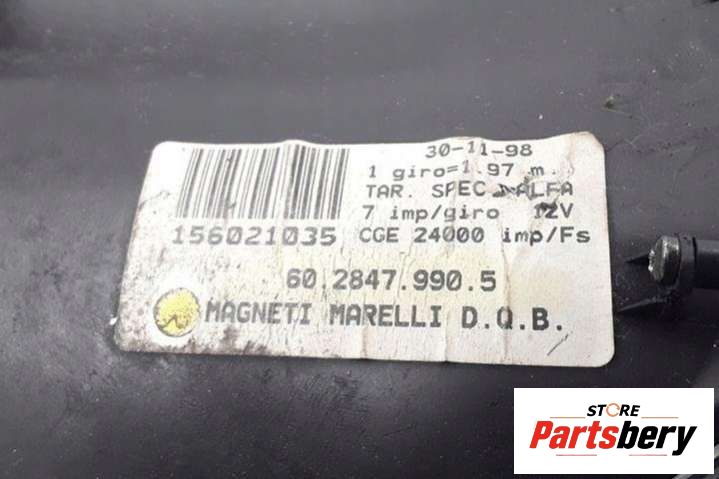 30-11-98
1 giro=1.97 m.
TAR. SPEC. ALFA
7 imp/giro 12V
156021035 CGE 24000 imp/Fs
60.2847.990.5
MAGNETI MARELLI D.Q.B.
STORE
Partsbery